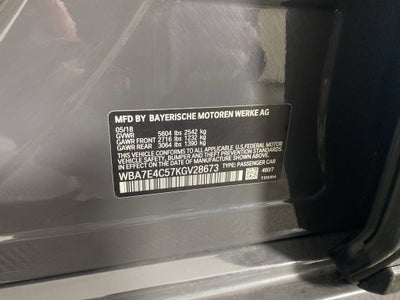 MFD BY BAYERISCHE MOTOREN WERKE AG
05/18
GVWR 5604 lbs 2542 kg
GAWR FRONT 2716 lbs 1232 kg
GAWR REAR 3064 lbs 1390 kg
THIS VEHICLE CONFORMS TO ALL APPLICABLE U.S. FEDERAL MOTOR
VEHICLE SAFETY, BUMPER AND THEFT PREVENTION STANDARDS
IN EFFECT ON THE DATE OF MANUFACTURE SHOWN ABOVE.
WBA7E4C57KGV28673 TYPE: PASSENGER CAR
490/7